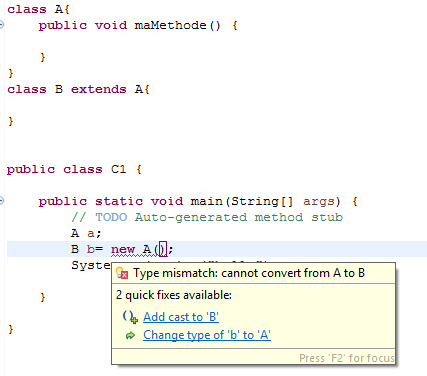 class A{
public void maMethode() {
}
}
class B extends A{
}
public class C1 {
public static void main(String[] args) {
// TODO Auto-generated method stub
A a;
B b= new A();
Syste
Type mismatch: cannot convert from A to B
2 quick fixes available:
Add cast to 'B'
Change type of 'b' to 'A'
Press 'F2' for focus
}
}